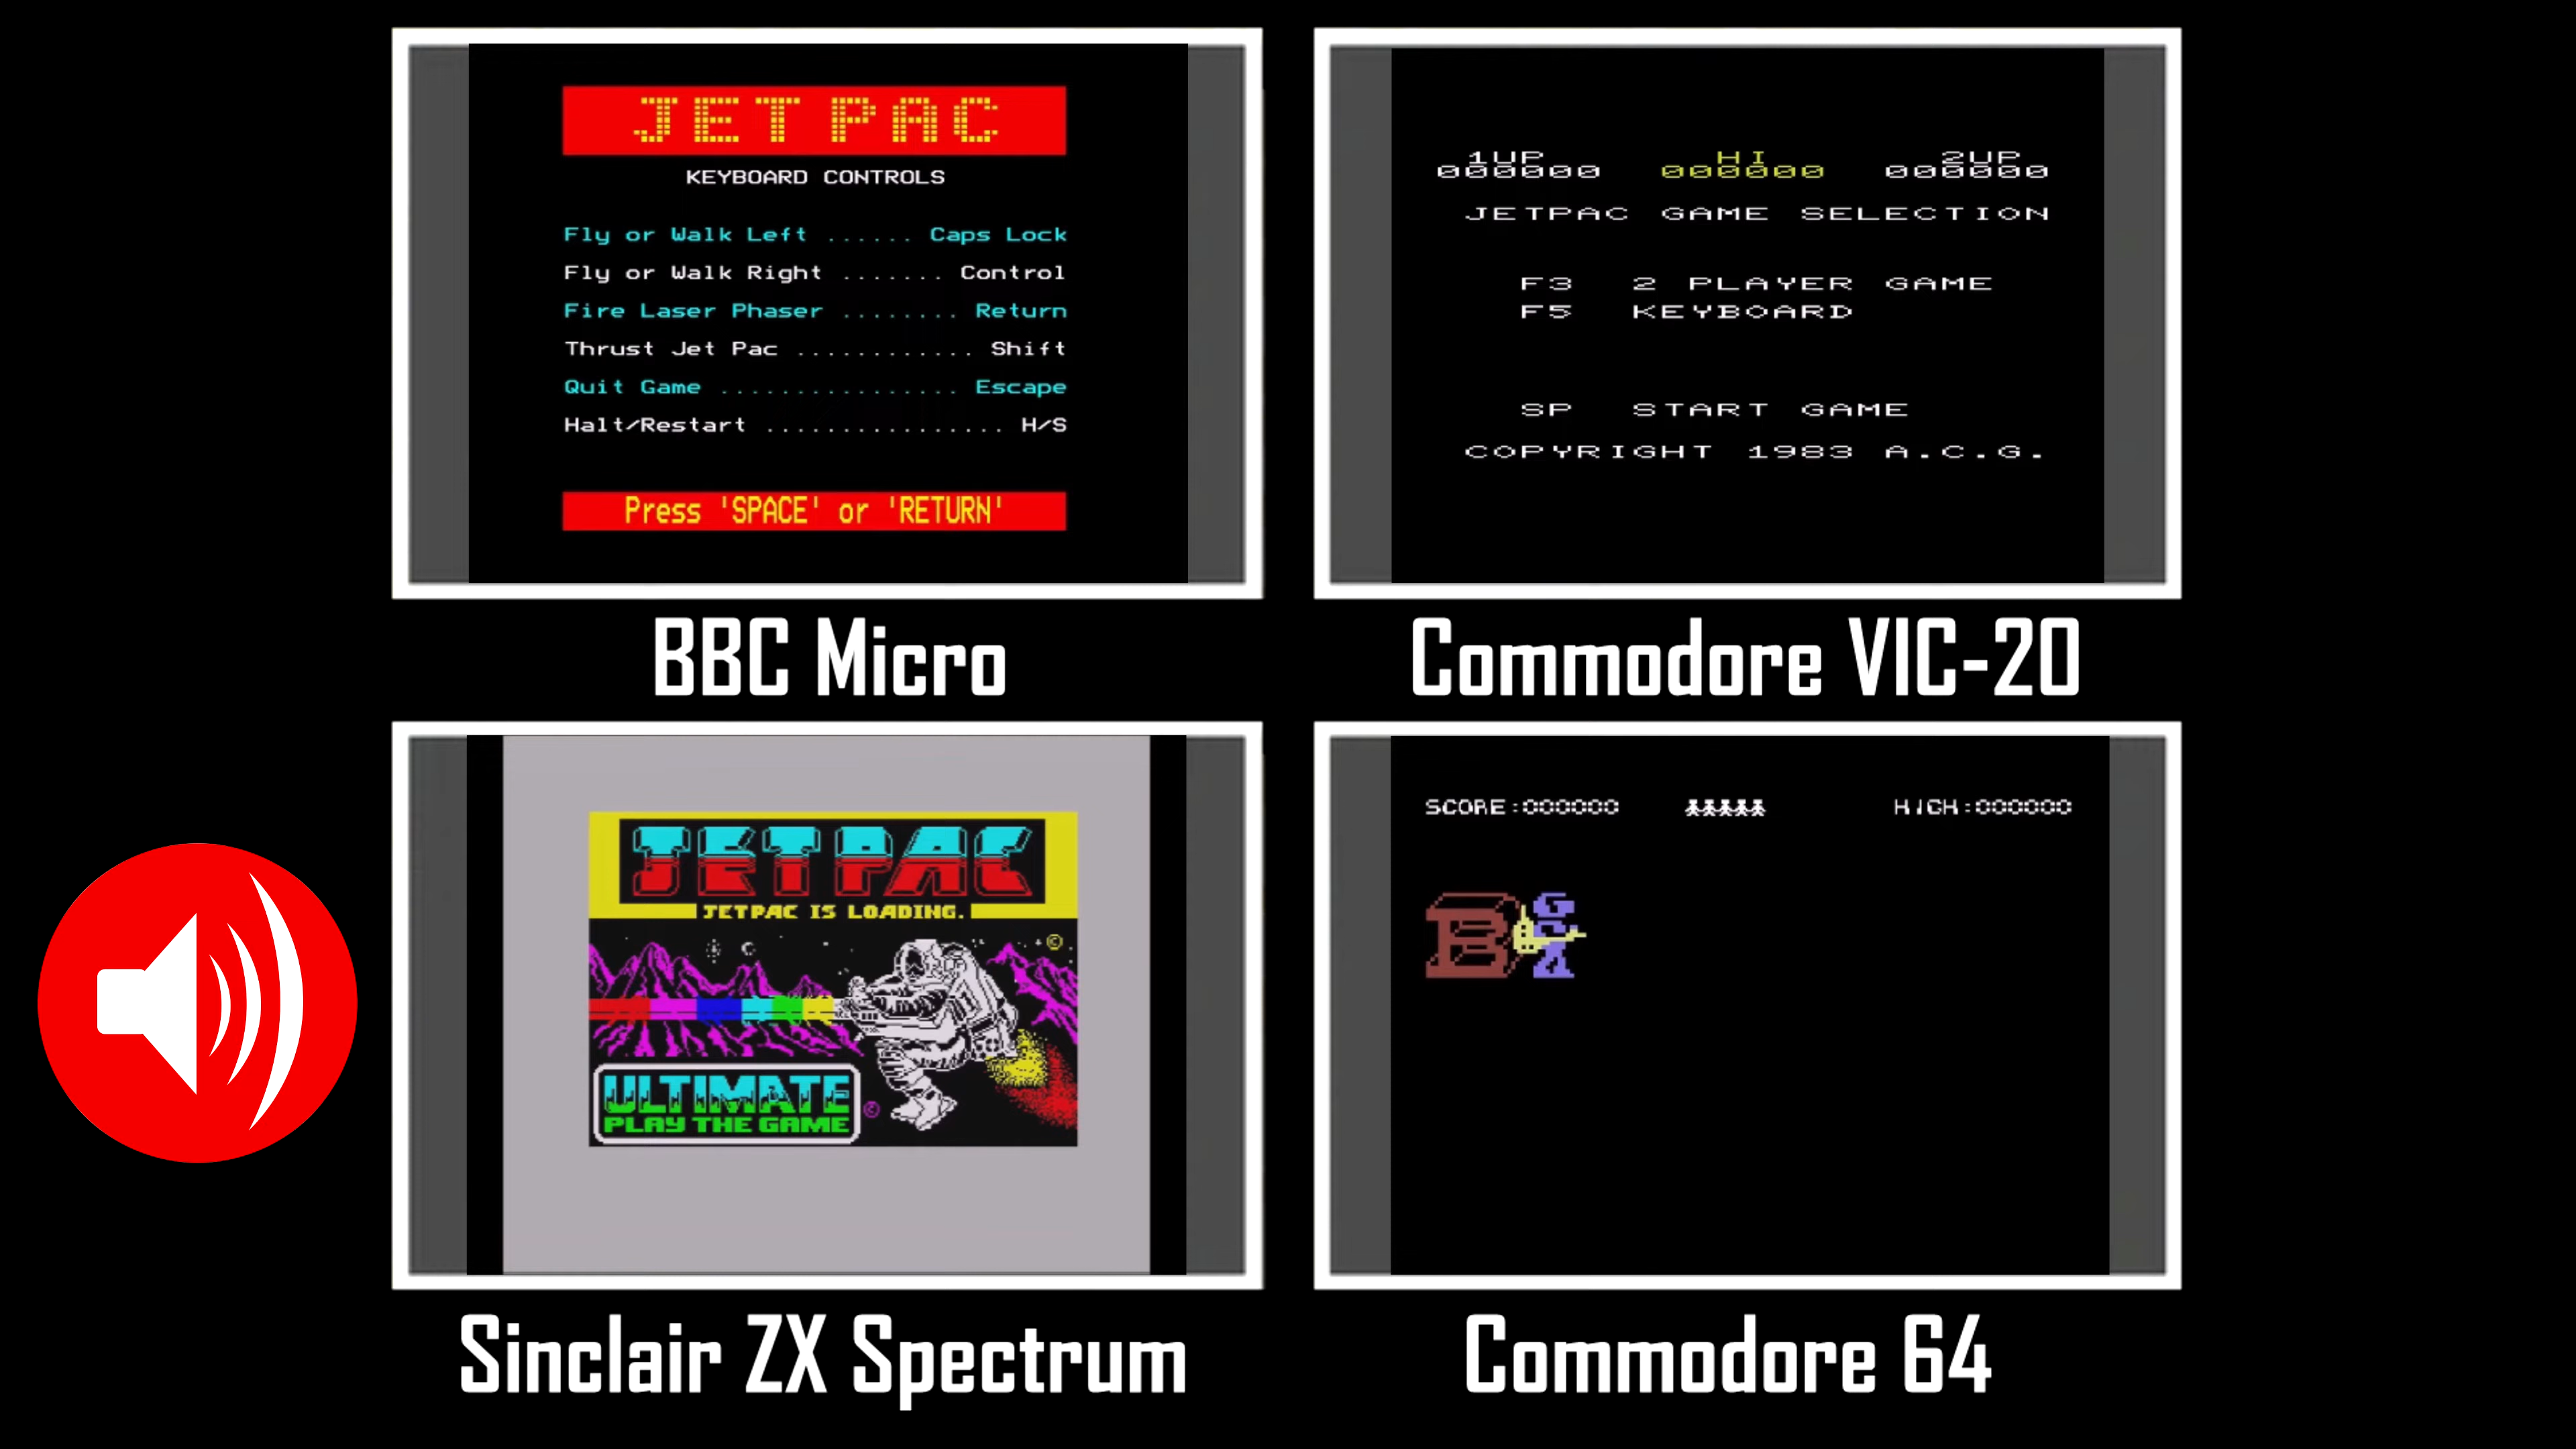 JET PAC
KEYBOARD CONTROLS
Fly or Walk Left ...... Caps Lock
Fly or Walk Right ....... Control
Fire Laser Phaser ........ Return
Thrust Jet Pac ............ Shift
Quit Game ................ Escape
Halt/Restart ................ H/S
Press 'SPACE' or 'RETURN'
BBC Micro
1UP HI 2UP
000000 000000 000000
JETPAC GAME SELECTION
F3 2 PLAYER GAME
F5 KEYBOARD
SP START GAME
COPYRIGHT 1983 A.C.G.
Commodore VIC-20
JETPAC
JETPAC IS LOADING.
©
ULTIMATE
PLAY THE GAME
©
Sinclair ZX Spectrum
SCORE:000000 HIGH:000000
B
Commodore 64